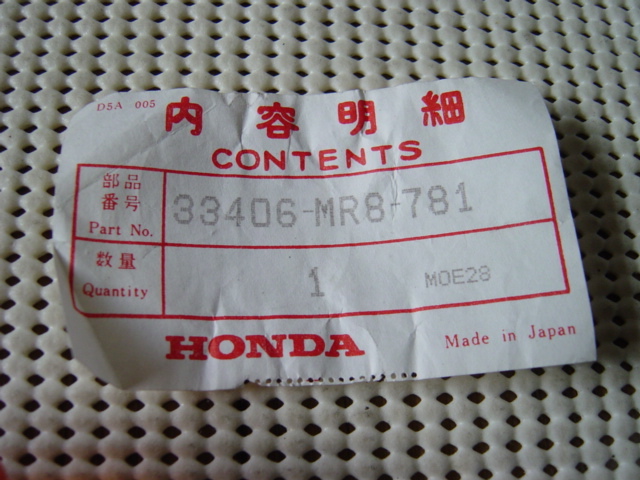 D5A 005
内容明細
CONTENTS
部品
番号
Part No.
33406-MR8-781
数量
Quantity
1
MOE28
HONDA
Made in Japan